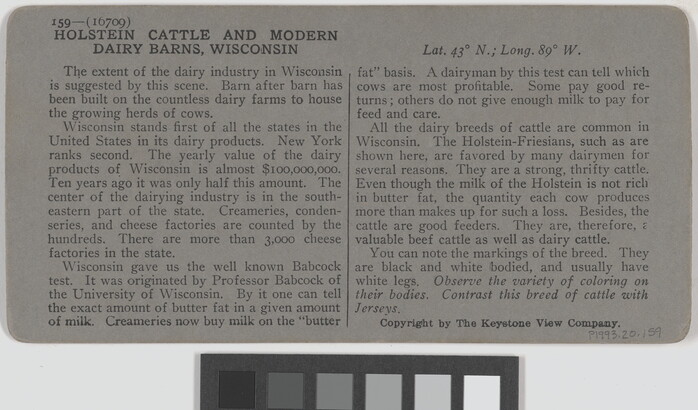 159—(16709)
HOLSTEIN CATTLE AND MODERN
DAIRY BARNS, WISCONSIN
The extent of the dairy industry in Wisconsin
is suggested by this scene. Barn after barn has
been built on the countless dairy farms to house
the growing herds of cows.
Wisconsin stands first of all the states in the
United States in its dairy products. New York
ranks second. The yearly value of the dairy
products of Wisconsin is almost $100,000,000.
Ten years ago it was only half this amount. The
center of the dairying industry is in the south-
eastern part of the state. Creameries, conden-
series, and cheese factories are counted by the
hundreds. There are more than 3,000 cheese
factories in the state.
Wisconsin gave us the well known Babcock
test. It was originated by Professor Babcock of
the University of Wisconsin. By it one can tell
the exact amount of butter fat in a given amount
of milk. Creameries now buy milk on the "butter
Lat. 43° N.; Long. 89° W.
fat" basis. A dairyman by this test can tell which
cows are most profitable. Some pay good re-
turns; others do not give enough milk to pay for
feed and care.
All the dairy breeds of cattle are common in
Wisconsin. The Holstein-Friesians, such as are
shown here, are favored by many dairymen for
several reasons. They are a strong, thrifty cattle.
Even though the milk of the Holstein is not rich
in butter fat, the quantity each cow produces
more than makes up for such a loss. Besides, the
cattle are good feeders. They are, therefore, a
valuable beef cattle as well as dairy cattle.
You can note the markings of the breed. They
are black and white bodied, and usually have
white legs. Observe the variety of coloring on
their bodies. Contrast this breed of cattle with
Jerseys.
Copyright by The Keystone View Company.
P1993.20.159